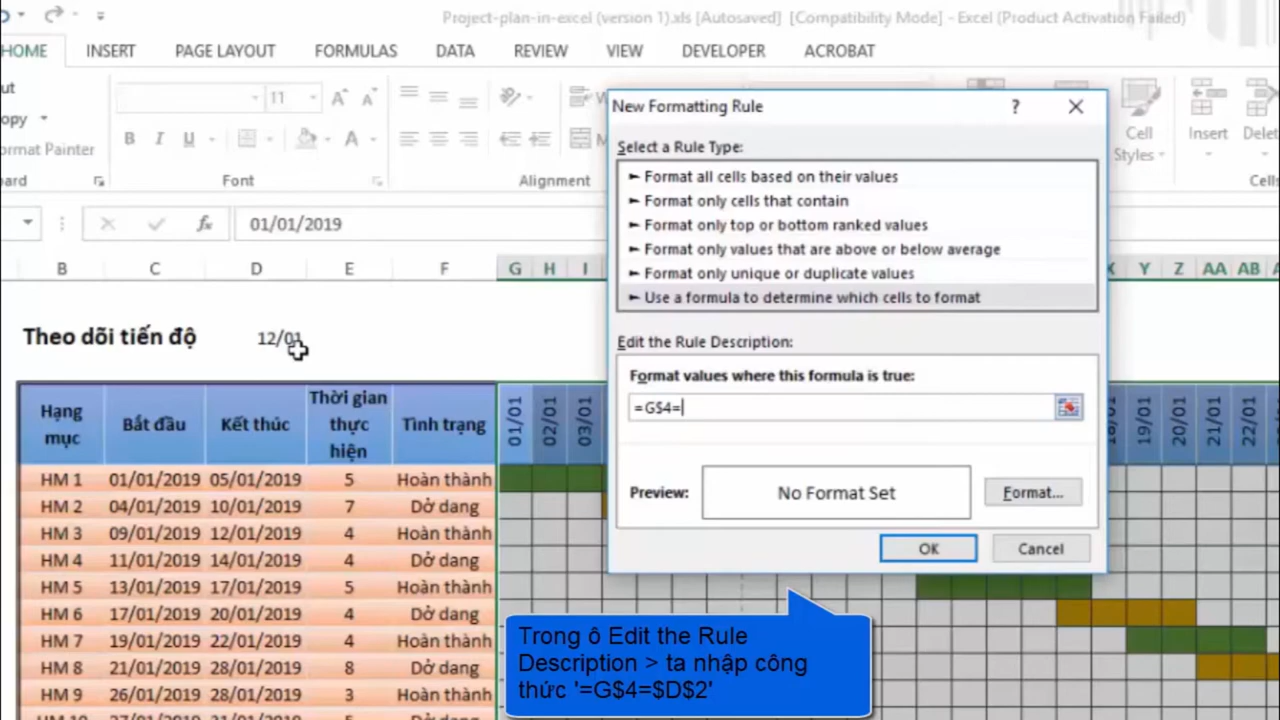 Project-plan-in-excel (version 1).xls [Autosaved] [Compatibility Mode] - Excel (Product Activation Failed)
HOME INSERT PAGE LAYOUT FORMULAS DATA REVIEW VIEW DEVELOPER ACROBAT
11
Font Alignment
Cell Styles
Insert
Format Painter
01/01/2019
B C D E F G H I X Y Z AA AB
Theo dõi tiến độ 12/01
Hạng mục Bắt đầu Kết thúc Thời gian thực hiện Tình trạng 01/01 02/01 03/01 18/01 19/01 20/01 21/01 22/01
HM 1 01/01/2019 05/01/2019 5 Hoàn thành
HM 2 04/01/2019 10/01/2019 7 Dở dang
HM 3 09/01/2019 12/01/2019 4 Hoàn thành
HM 4 11/01/2019 14/01/2019 4 Dở dang
HM 5 13/01/2019 17/01/2019 5 Hoàn thành
HM 6 17/01/2019 20/01/2019 4 Dở dang
HM 7 19/01/2019 22/01/2019 4 Hoàn thành
HM 8 21/01/2019 28/01/2019 8 Dở dang
HM 9 26/01/2019 28/01/2019 3 Hoàn thành
New Formatting Rule ? ×
Select a Rule Type:
► Format all cells based on their values
► Format only cells that contain
► Format only top or bottom ranked values
► Format only values that are above or below average
► Format only unique or duplicate values
► Use a formula to determine which cells to format
Edit the Rule Description:
Format values where this formula is true:
=G$4=
Preview: No Format Set Format...
OK Cancel
Trong ô Edit the Rule
Description > ta nhập công
thức '=G$4=$D$2'